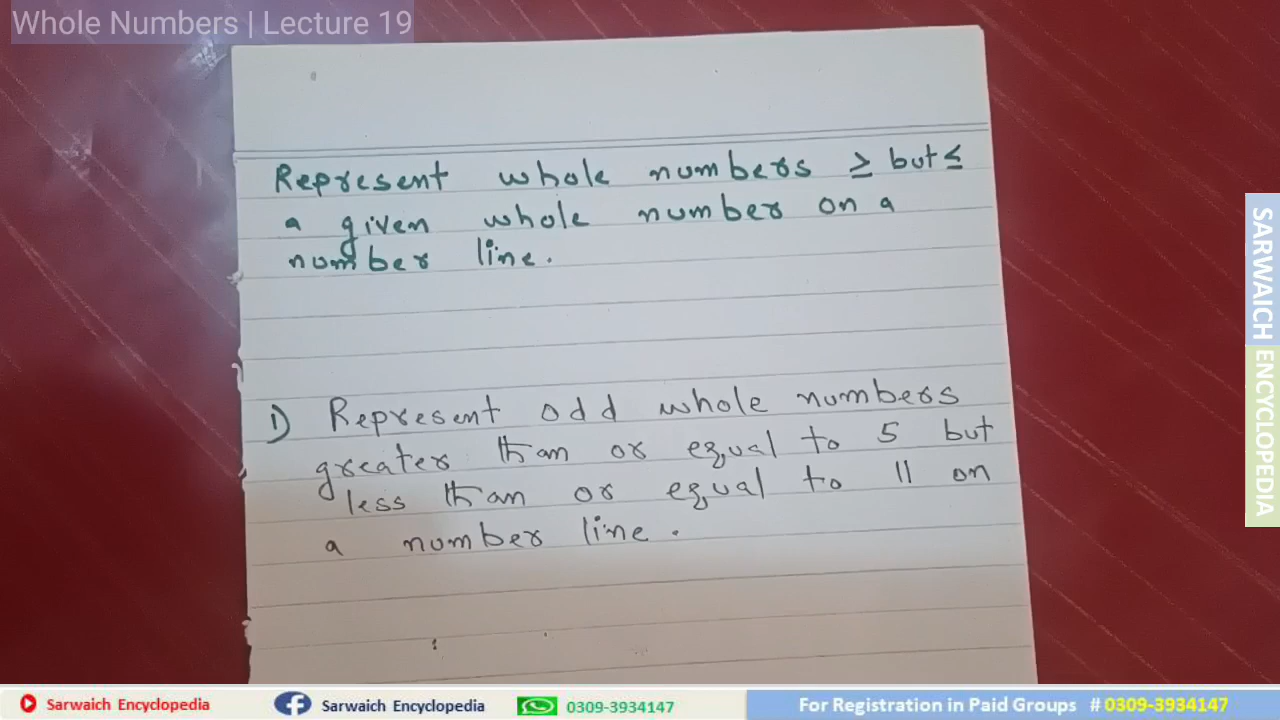 Whole Numbers | Lecture 19
Represent whole numbers ≥ but ≤
a given whole number on a
number line.
1) Represent odd whole numbers
greater than or equal to 5 but
less than or equal to 11 on
a number line.
SARWAICH ENCYCLOPEDIA
Sarwaich Encyclopedia
Sarwaich Encyclopedia
0309-3934147
For Registration in Paid Groups # 0309-3934147